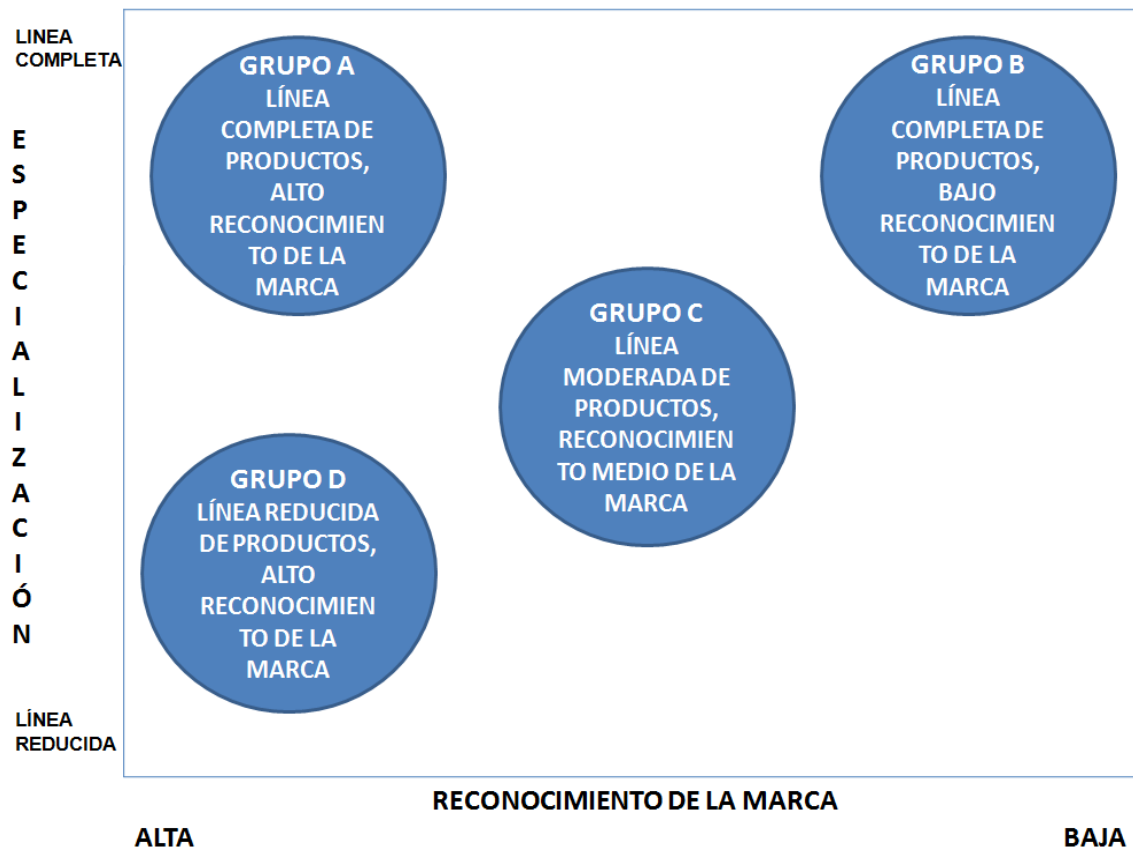 LINEA
COMPLETA
E
S
P
E
C
I
A
L
I
Z
A
C
I
Ó
N
LÍNEA
REDUCIDA
GRUPO A
LÍNEA
COMPLETA DE
PRODUCTOS,
ALTO
RECONOCIMIEN
TO DE LA
MARCA
GRUPO B
LÍNEA
COMPLETA DE
PRODUCTOS,
BAJO
RECONOCIMIEN
TO DE LA
MARCA
GRUPO C
LÍNEA
MODERADA DE
PRODUCTOS,
RECONOCIMIEN
TO MEDIO DE LA
MARCA
GRUPO D
LÍNEA REDUCIDA
DE PRODUCTOS,
ALTO
RECONOCIMIEN
TO DE LA
MARCA
RECONOCIMIENTO DE LA MARCA
ALTA
BAJA